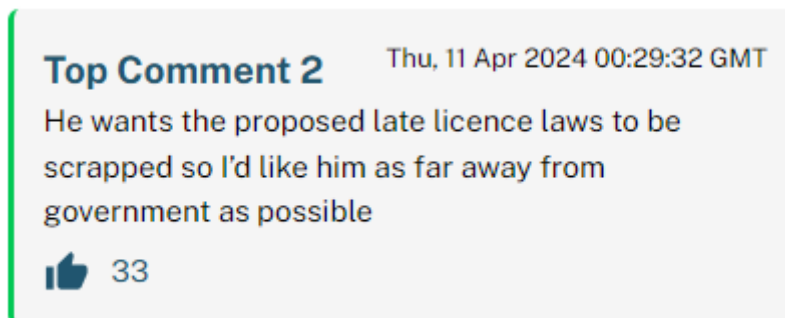 Top Comment 2
Thu, 11 Apr 2024 00:29:32 GMT
He wants the proposed late licence laws to be
scrapped so I’d like him as far away from
government as possible
33